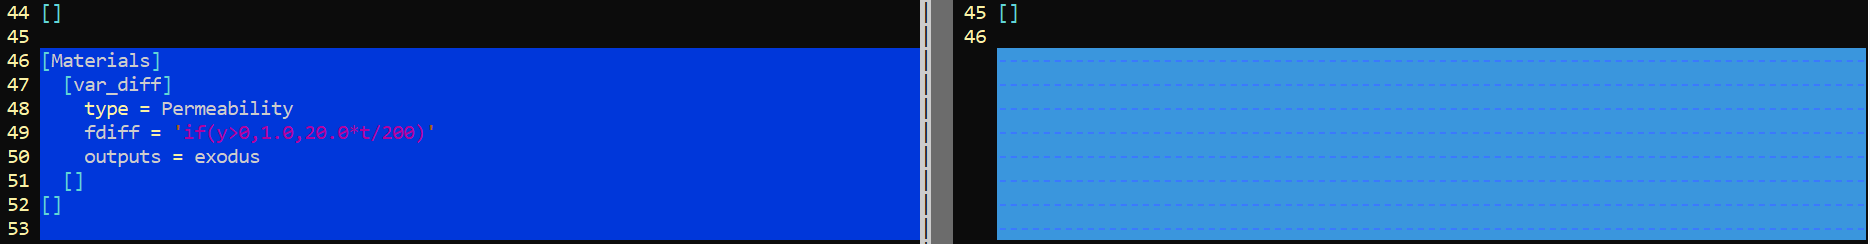 44 []
45
46 [Materials]
47   [var_diff]
48     type = Permeability
49     fdiff = 'if(y>0,1.0,20.0*t/200)'
50     outputs = exodus
51   []
52 []
53
45 []
46